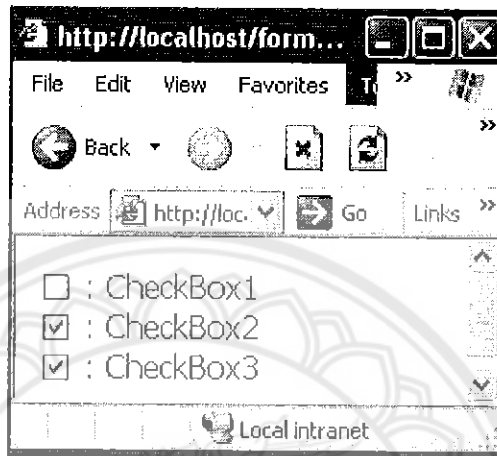 http://localhost/form...
File Edit View Favorites »
Back »
Address http://loc. Go Links »
: CheckBox1
: CheckBox2
: CheckBox3
Local intranet